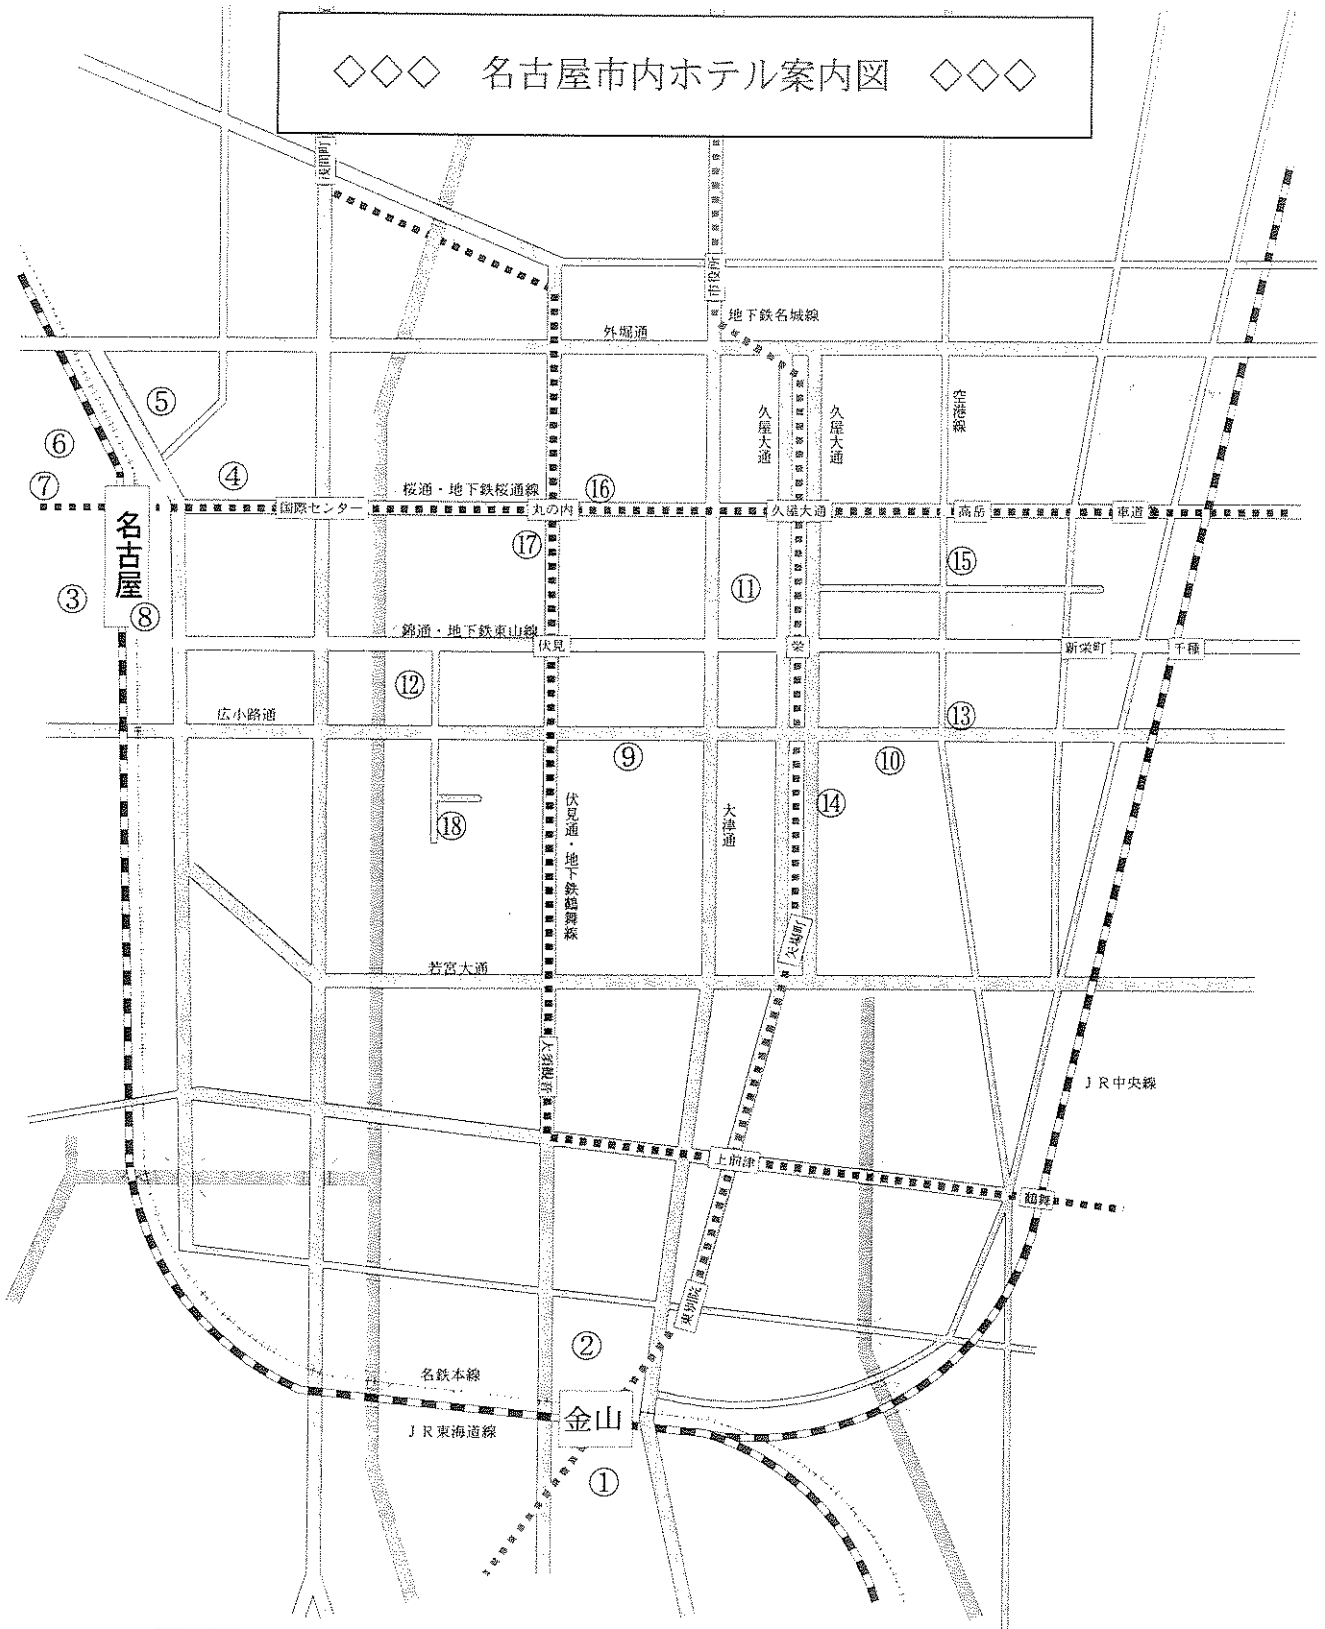 ◇◇◇ 名古屋市内ホテル案内図 ◇◇◇
浅間町
市役所
地下鉄名城線
外堀通
⑤
久屋大通
久屋大通
空港線
⑥
④
⑦
桜通・地下鉄桜通線
⑯
国際センター
丸の内
久屋大通
高岳
車道
名古屋
⑰
⑮
③
⑧
⑪
錦通・地下鉄東山線
伏見
栄
新栄町
千種
⑫
広小路通
⑬
⑨
⑩
⑭
⑱
伏見通・地下鉄鶴舞線
大津通
矢場町
若宮大通
大須観音
JR中央線
上前津
鶴舞
東別院
②
名鉄本線
金山
JR東海道線
①